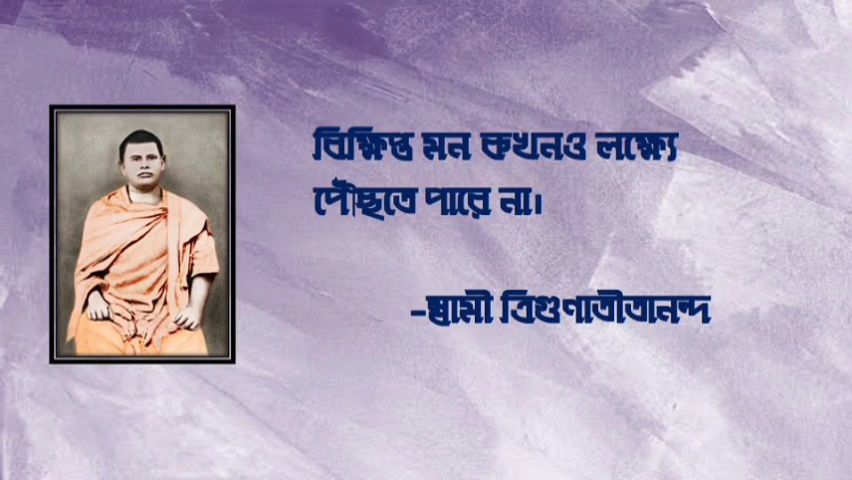 বিক্ষিপ্ত মন কখনও লক্ষ্যে
পৌঁছতে পারে না।
-স্বামী ত্রিগুণাতীতানন্দ